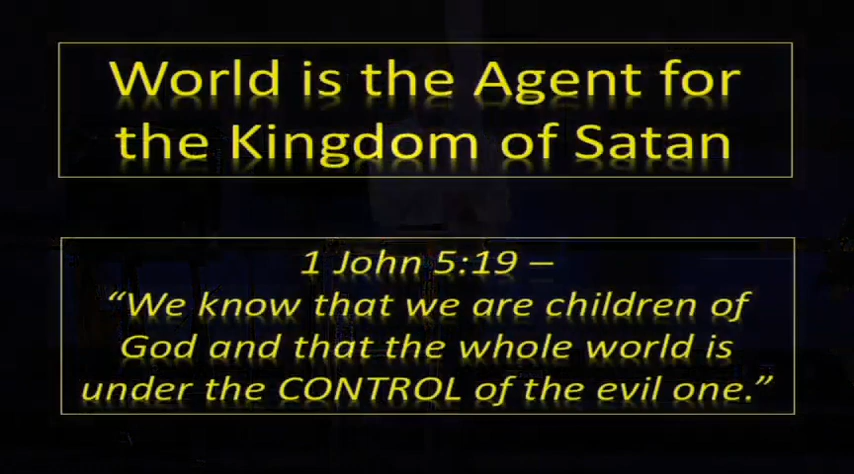 World is the Agent for
the Kingdom of Satan
1 John 5:19 –
“We know that we are children of
God and that the whole world is
under the CONTROL of the evil one.”